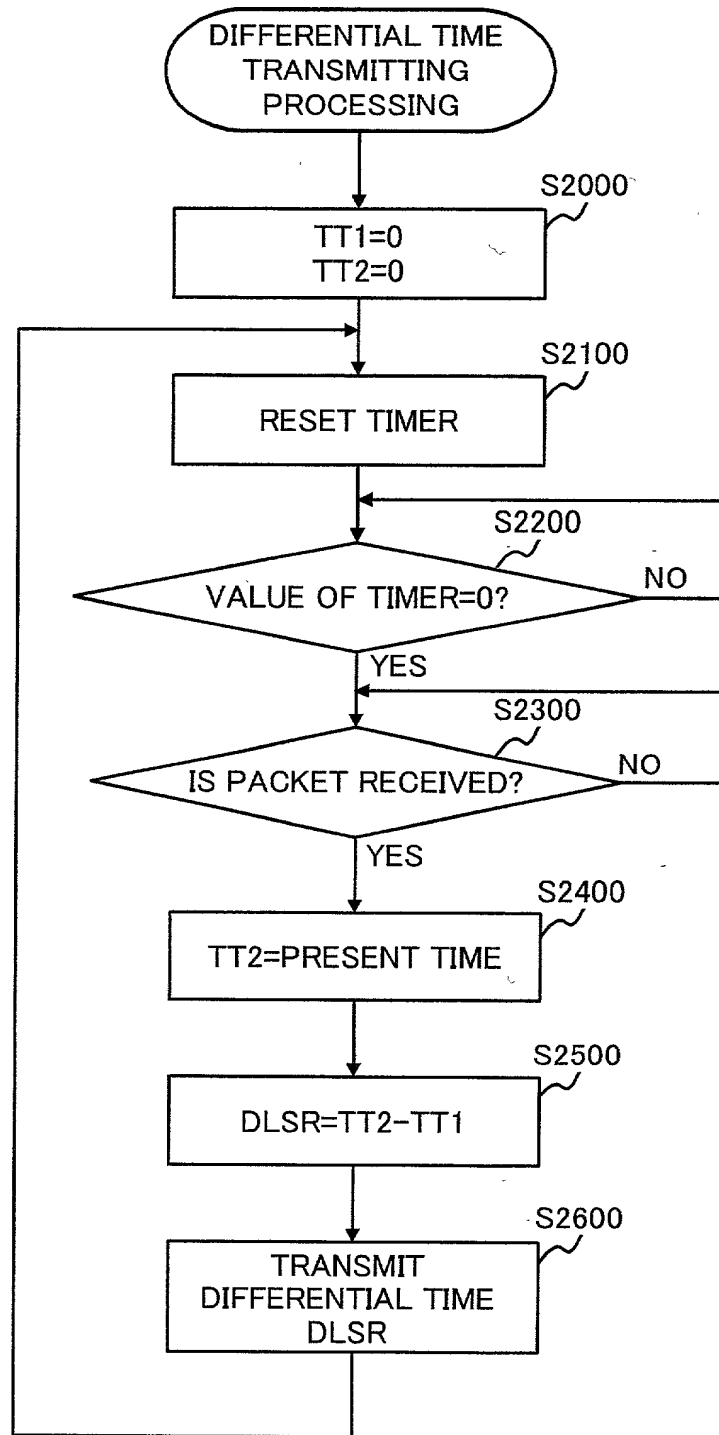 DIFFERENTIAL TIME
TRANSMITTING
PROCESSING
S2000
TT1=0
TT2=0
S2100
RESET TIMER
S2200
VALUE OF TIMER=0?
NO
YES
S2300
IS PACKET RECEIVED?
NO
YES
S2400
TT2=PRESENT TIME
S2500
DLSR=TT2-TT1
S2600
TRANSMIT
DIFFERENTIAL TIME
DLSR